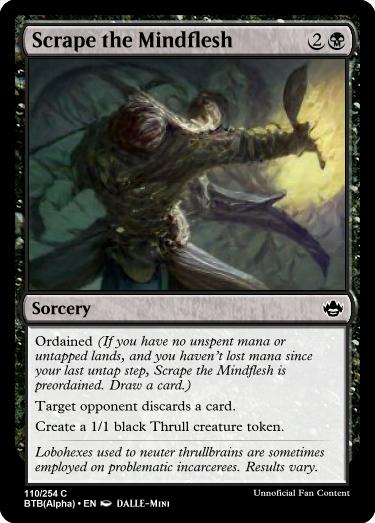 Scrape the Mindflesh 2
Sorcery
Ordained (If you have no unspent mana or
untapped lands, and you haven't lost mana since
your last untap step, Scrape the Mindflesh is
preordained. Draw a card.)
Target opponent discards a card.
Create a 1/1 black Thrull creature token.
Lobohexes used to neuter thrullbrains are sometimes
employed on problematic incarcerees. Results vary.
110/254 C
BTB(Alpha) • EN DALLE-MINI
Unofficial Fan Content